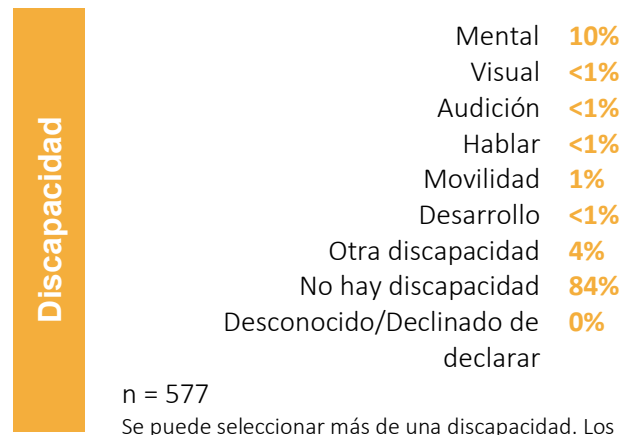 Discapacidad
Mental 10%
Visual <1%
Audición <1%
Hablar <1%
Movilidad 1%
Desarrollo <1%
Otra discapacidad 4%
No hay discapacidad 84%
Desconocido/Declinado de 0%
declarar
n = 577
Se puede seleccionar más de una discapacidad. Los